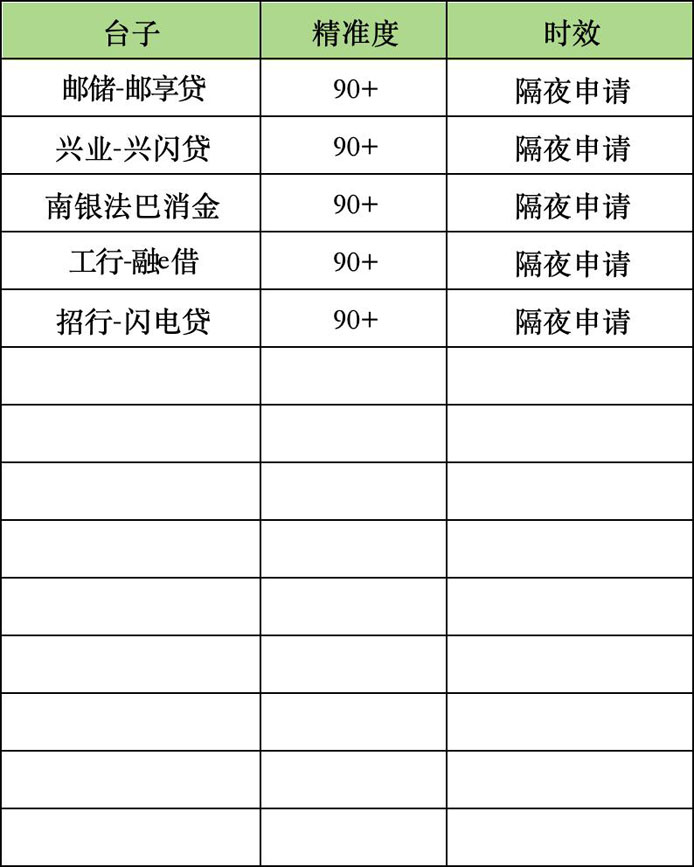 台子 精准度 时效
邮储-邮享贷 90+ 隔夜申请
兴业-兴闪贷 90+ 隔夜申请
南银法巴消金 90+ 隔夜申请
工行-融e借 90+ 隔夜申请
招行-闪电贷 90+ 隔夜申请